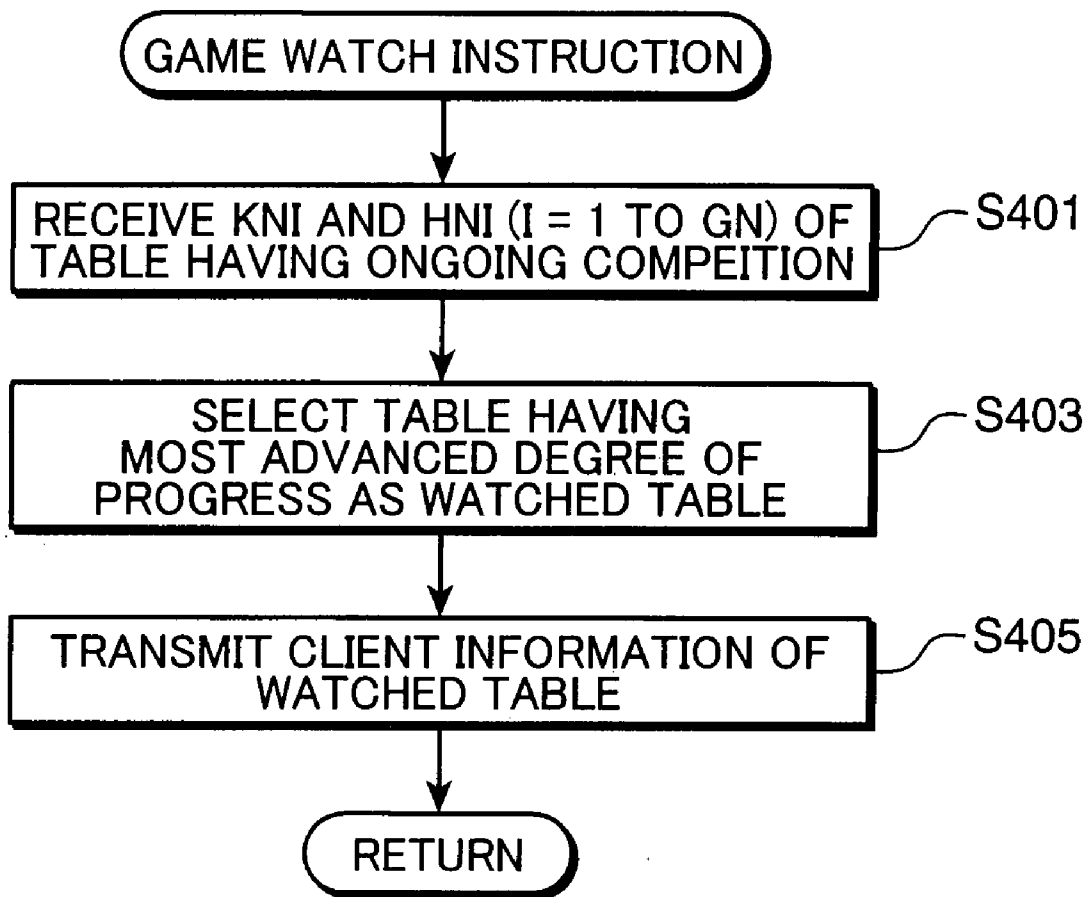 GAME WATCH INSTRUCTION
RECEIVE KNI AND HNI (I = 1 TO GN) OF
TABLE HAVING ONGOING COMPEITION
S401
SELECT TABLE HAVING
MOST ADVANCED DEGREE OF
PROGRESS AS WATCHED TABLE
S403
TRANSMIT CLIENT INFORMATION OF
WATCHED TABLE
S405
RETURN